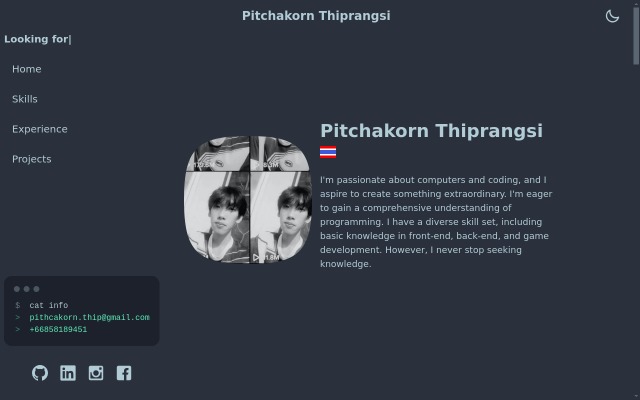 Pitchakorn Thiprangsi
Looking for|
Home
Skills
Experience
Projects
Pitchakorn Thiprangsi
I'm passionate about computers and coding, and I
aspire to create something extraordinary. I'm eager
to gain a comprehensive understanding of
programming. I have a diverse skill set, including
basic knowledge in front-end, back-end, and game
development. However, I never stop seeking
knowledge.
$ cat info
> pithcakorn.thip@gmail.com
> +66858189451